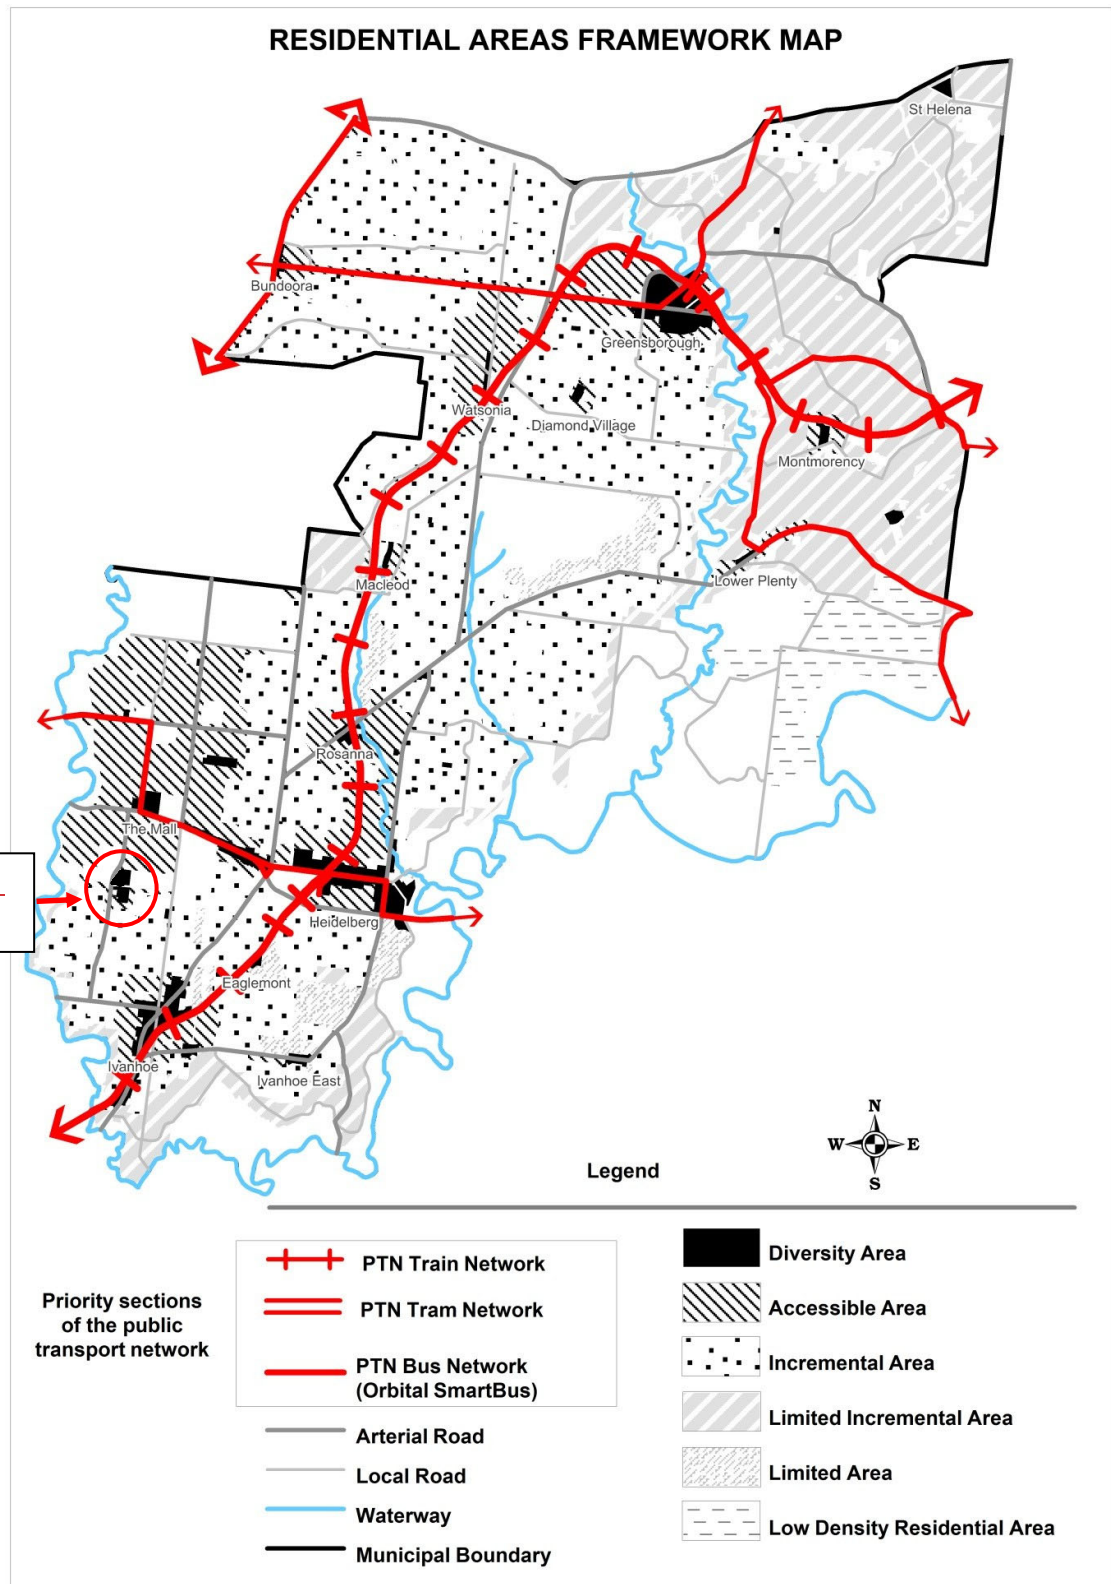 RESIDENTIAL AREAS FRAMEWORK MAP
St Helena
Bundoora
Greensborough
Watsonia
Diamond Village
Montmorency
Macleod
Lower Plenty
Rosanna
The Mall
Heidelberg
Eaglemont
Ivanhoe
Ivanhoe East
N
W E
S
Legend
Priority sections
of the public
transport network
PTN Train Network
PTN Tram Network
PTN Bus Network
(Orbital SmartBus)
Arterial Road
Local Road
Waterway
Municipal Boundary
Diversity Area
Accessible Area
Incremental Area
Limited Incremental Area
Limited Area
Low Density Residential Area